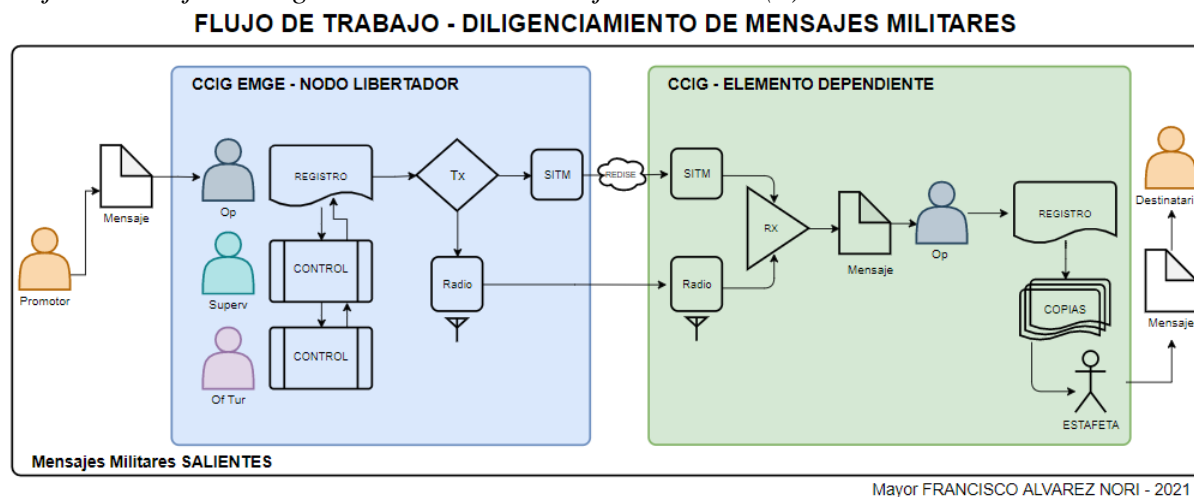 FLUJO DE TRABAJO - DILIGENCIAMIENTO DE MENSAJES MILITARES
CCIG EMGE - NODO LIBERTADOR
CCIG - ELEMENTO DEPENDIENTE
Promotor
Mensaje
Op
Superv
Of Tur
REGISTRO
CONTROL
CONTROL
Tx
SITM
Radio
REDISE
SITM
Radio
RX
Mensaje
Op
REGISTRO
COPIAS
ESTAFETA
Mensaje
Destinatari
Mensajes Militares SALIENTES
Mayor FRANCISCO ALVAREZ NORI - 2021